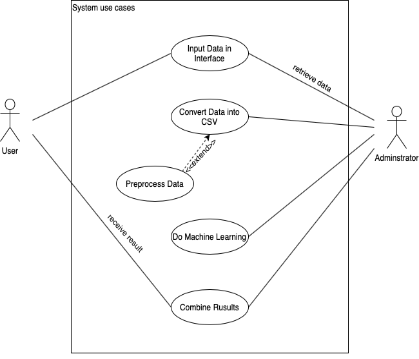 System use cases
Input Data in
Interface
retrieve data
Convert Data into
CSV
User
Adminstrator
<<extend>>
Preprocess Data
receive result
Do Machine Learning
Combine Rusults